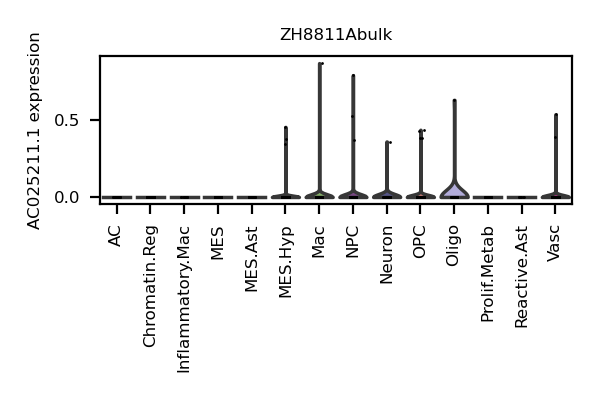 ZH8811Abulk
AC025211.1 expression
0.5
0.0
AC
Chromatin.Reg
Inflammatory.Mac
MES
MES.Ast
MES.Hyp
Mac
NPC
Neuron
OPC
Oligo
Prolif.Metab
Reactive.Ast
Vasc